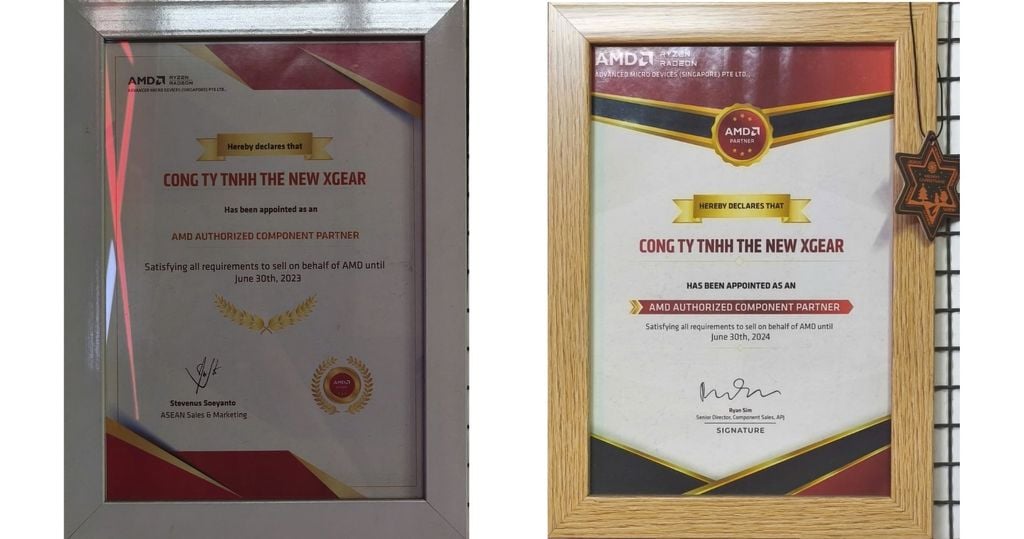 AMD RYZEN
RADEON
ADVANCED MICRO DEVICES (SINGAPORE) PTE LTD.,
Hereby declares that
CONG TY TNHH THE NEW XGEAR
Has been appointed as an
AMD AUTHORIZED COMPONENT PARTNER
Satisfying all requirements to sell on behalf of AMD until
June 30th, 2023
Stevenus Soeyanto
ASEAN Sales & Marketing
AMD
AMD RYZEN
RADEON
ADVANCED MICRO DEVICES (SINGAPORE) PTE LTD.,
AMD
PARTNER
HEREBY DECLARES THAT
CONG TY TNHH THE NEW XGEAR
HAS BEEN APPOINTED AS AN
AMD AUTHORIZED COMPONENT PARTNER
Satisfying all requirements to sell on behalf of AMD until
June 30th, 2024
Ryan Sim
Senior Director, Component Sales, APJ
SIGNATURE